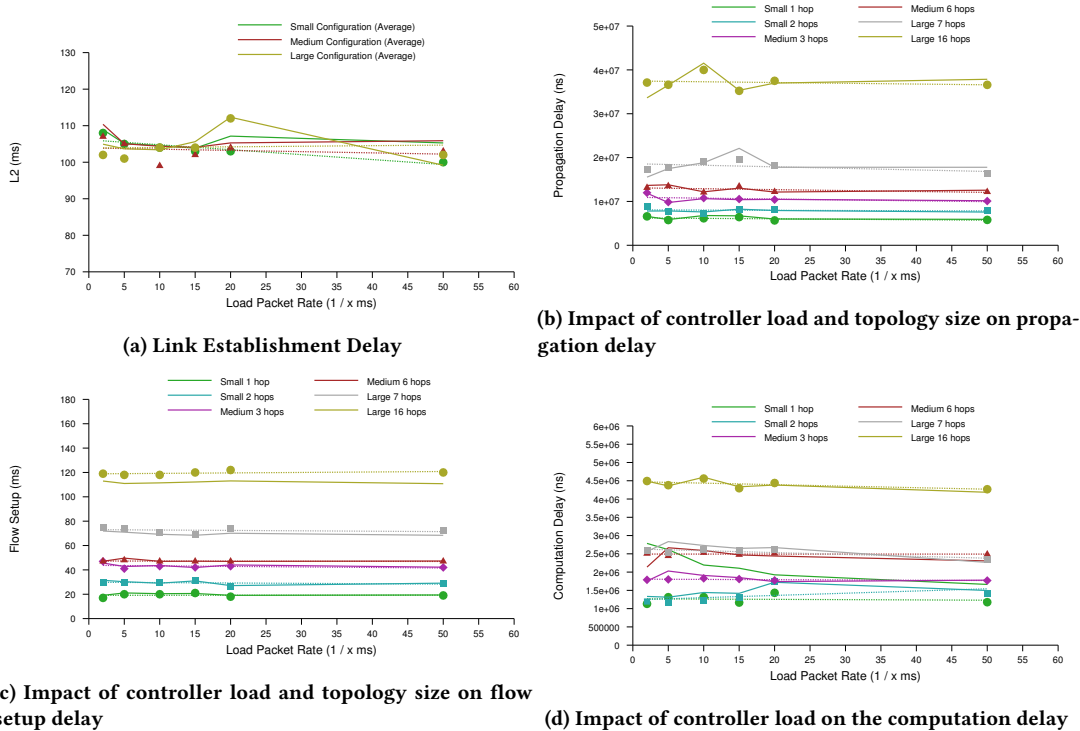 Small Configuration (Average)
Medium Configuration (Average)
Large Configuration (Average)
130
120
110
100
90
80
70
L2 (ms)
0 5 10 15 20 25 30 35 40 45 50 55 60
Load Packet Rate (1 / x ms)
(a) Link Establishment Delay
Small 1 hop
Small 2 hops
Medium 3 hops
Medium 6 hops
Large 7 hops
Large 16 hops
5e+07
4e+07
3e+07
2e+07
1e+07
0
Propagation Delay (ns)
0 5 10 15 20 25 30 35 40 45 50 55 60
Load Packet Rate (1 / x ms)
(b) Impact of controller load and topology size on propa-
gation delay
Small 1 hop
Small 2 hops
Medium 3 hops
Medium 6 hops
Large 7 hops
Large 16 hops
180
160
140
120
100
80
60
40
20
0
Flow Setup (ms)
0 5 10 15 20 25 30 35 40 45 50 55 60
Load Packet Rate (1 / x ms)
c) Impact of controller load and topology size on flow
setup delay
Small 1 hop
Small 2 hops
Medium 3 hops
Medium 6 hops
Large 7 hops
Large 16 hops
6e+06
5.5e+06
5e+06
4.5e+06
4e+06
3.5e+06
3e+06
2.5e+06
2e+06
1.5e+06
1e+06
500000
0
Computation Delay (ns)
0 5 10 15 20 25 30 35 40 45 50 55 60
Load Packet Rate (1 / x ms)
(d) Impact of controller load on the computation delay